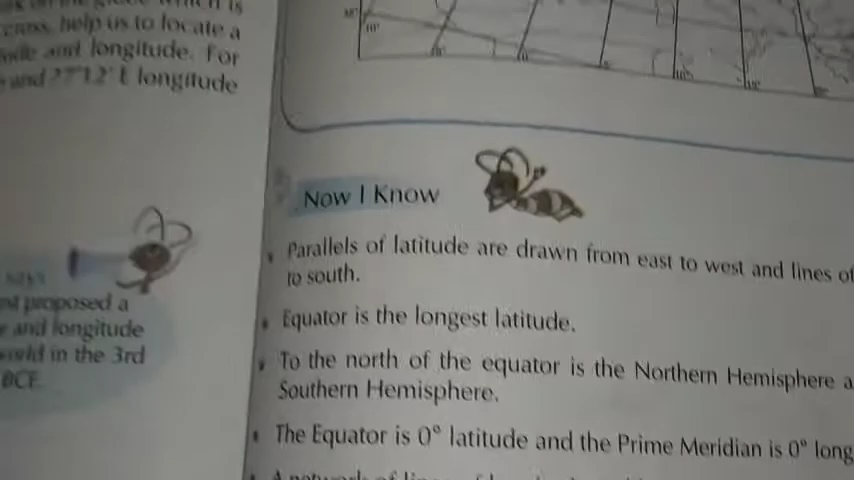 help us to locate a
and longitude. For
and 77°12' E longitude
proposed a
and longitude
world in the 3rd
BCE.
Now I Know
Parallels of latitude are drawn from east to west and lines of
to south.
Equator is the longest latitude.
To the north of the equator is the Northern Hemisphere a
Southern Hemisphere.
The Equator is 0° latitude and the Prime Meridian is 0° long